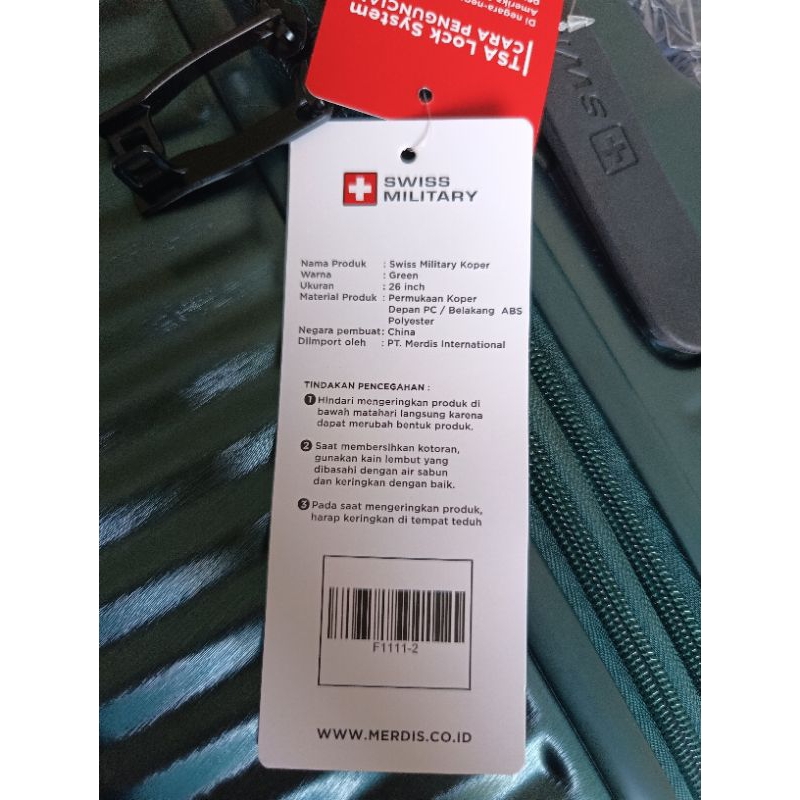 TSA Lock System
CARA PENGUNCIA
Di negara-neg
Amerika
SWISS
MILITARY
Nama Produk : Swiss Military Koper
Warna : Green
Ukuran : 26 inch
Material Produk : Permukaan Koper
Depan PC / Belakang ABS
Polyester
Negara pembuat: China
Diimport oleh : PT. Merdis International
TINDAKAN PENCEGAHAN :
1 Hindari mengeringkan produk di
bawah matahari langsung karena
dapat merubah bentuk produk.
2 Saat membersihkan kotoran,
gunakan kain lembut yang
dibasahi dengan air sabun
dan keringkan dengan baik.
3 Pada saat mengeringkan produk,
harap keringkan di tempat teduh
F1111-2
WWW.MERDIS.CO.ID